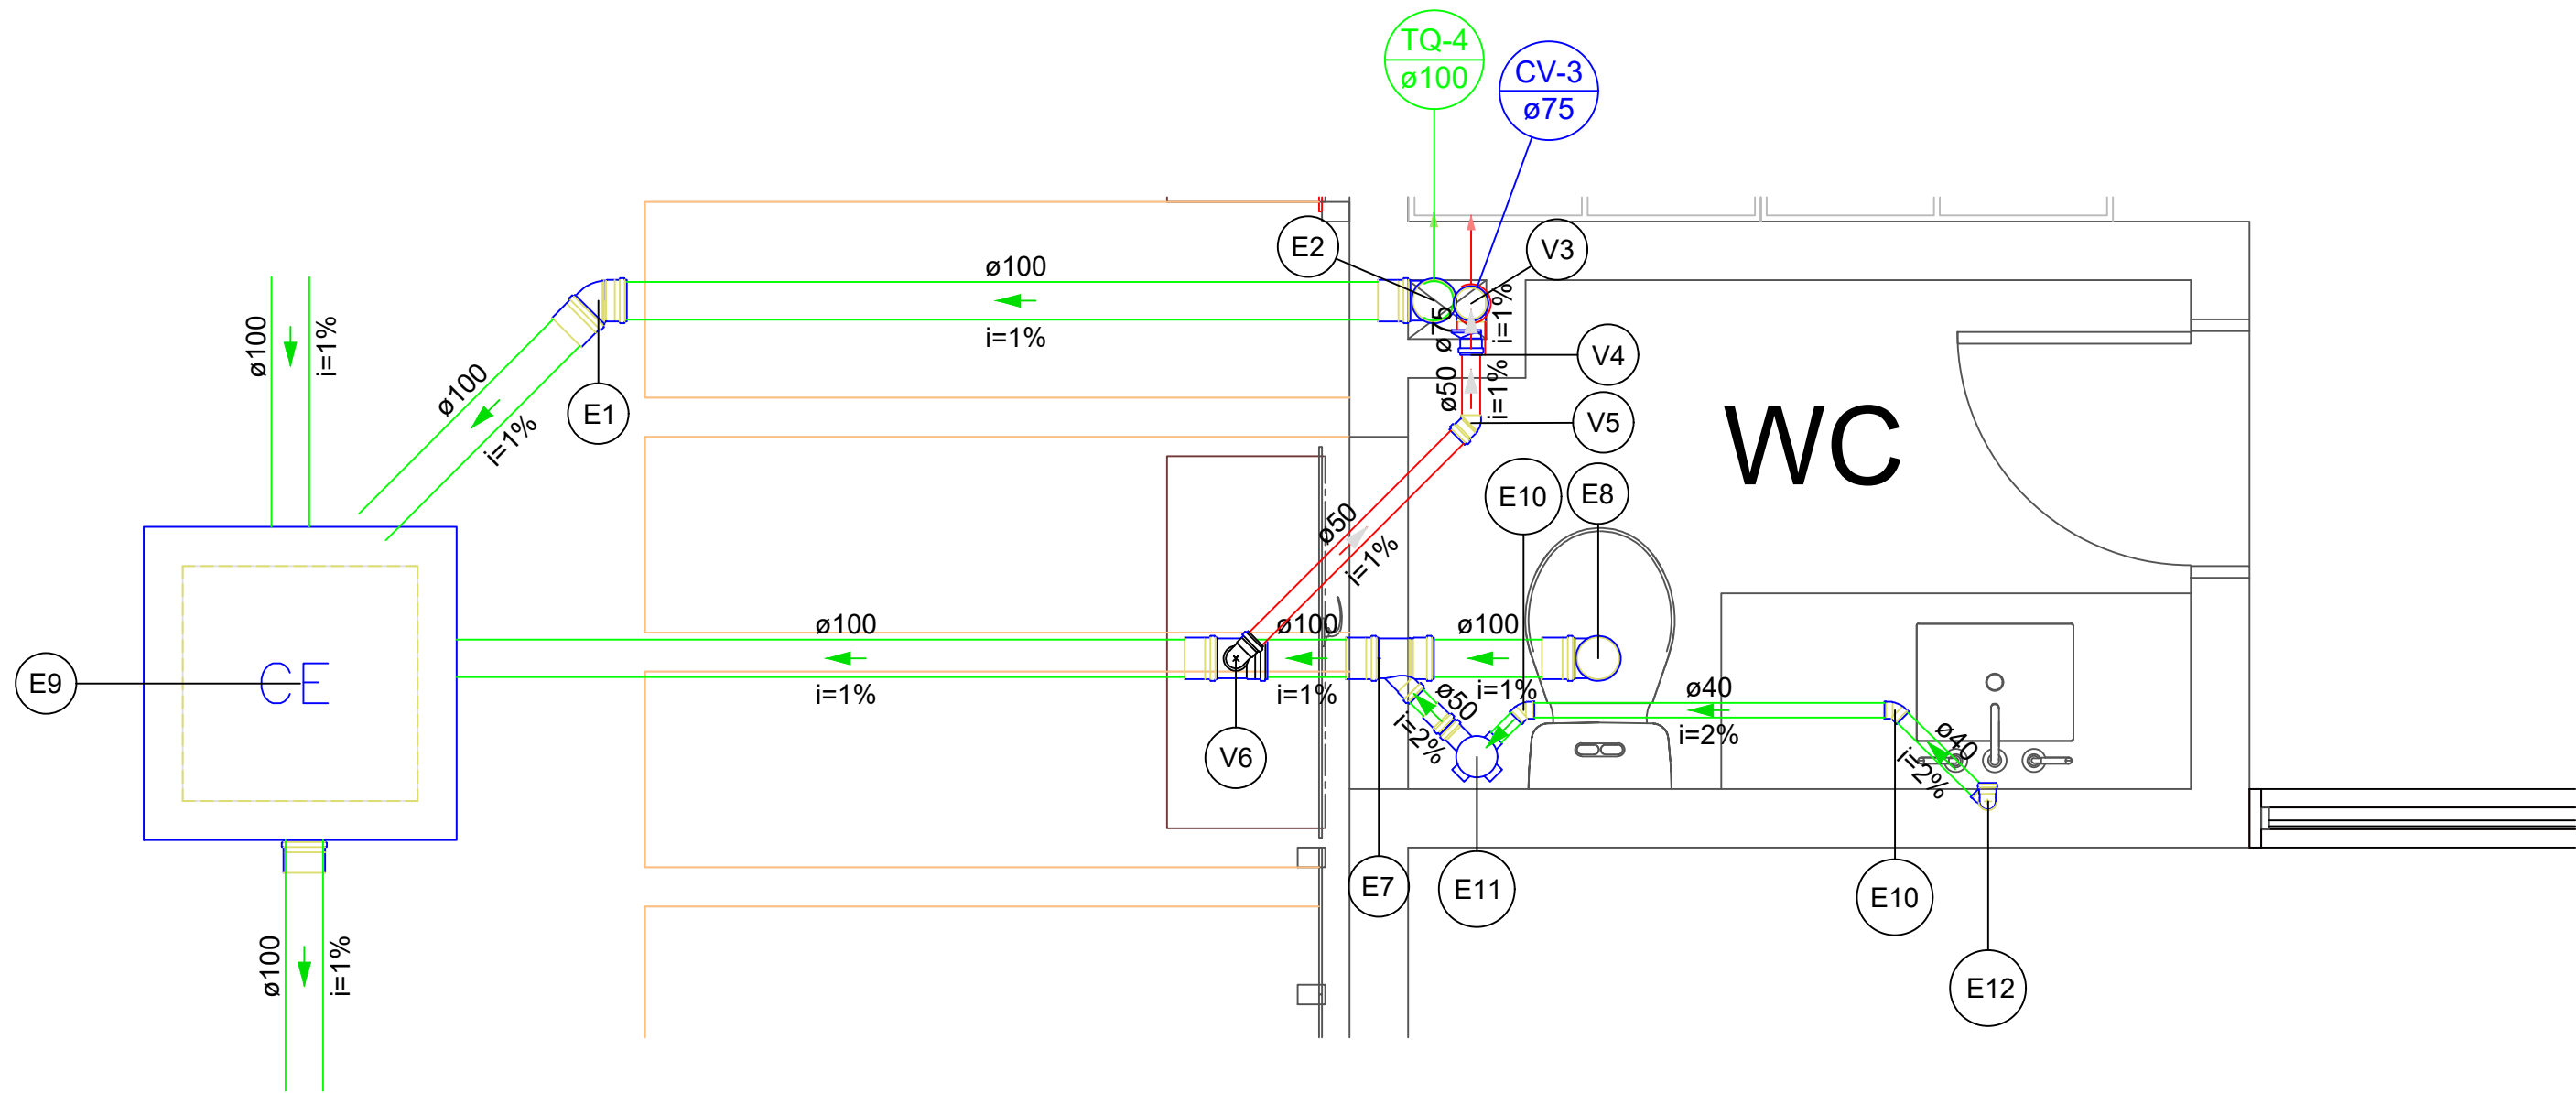 TQ-4
ø100
CV-3
ø75
E2
V3
ø100
i=1%
ø100
i=1%
ø100
i=1%
E1
ø75
i=1%
V4
ø50
i=1%
V5
WC
E10
E8
ø50
i=1%
ø100
i=1%
ø100
i=1%
ø100
i=1%
E9
CE
V6
ø50
i=2%
ø40
i=2%
ø40
i=2%
E7
E11
E10
E12
ø100
i=1%